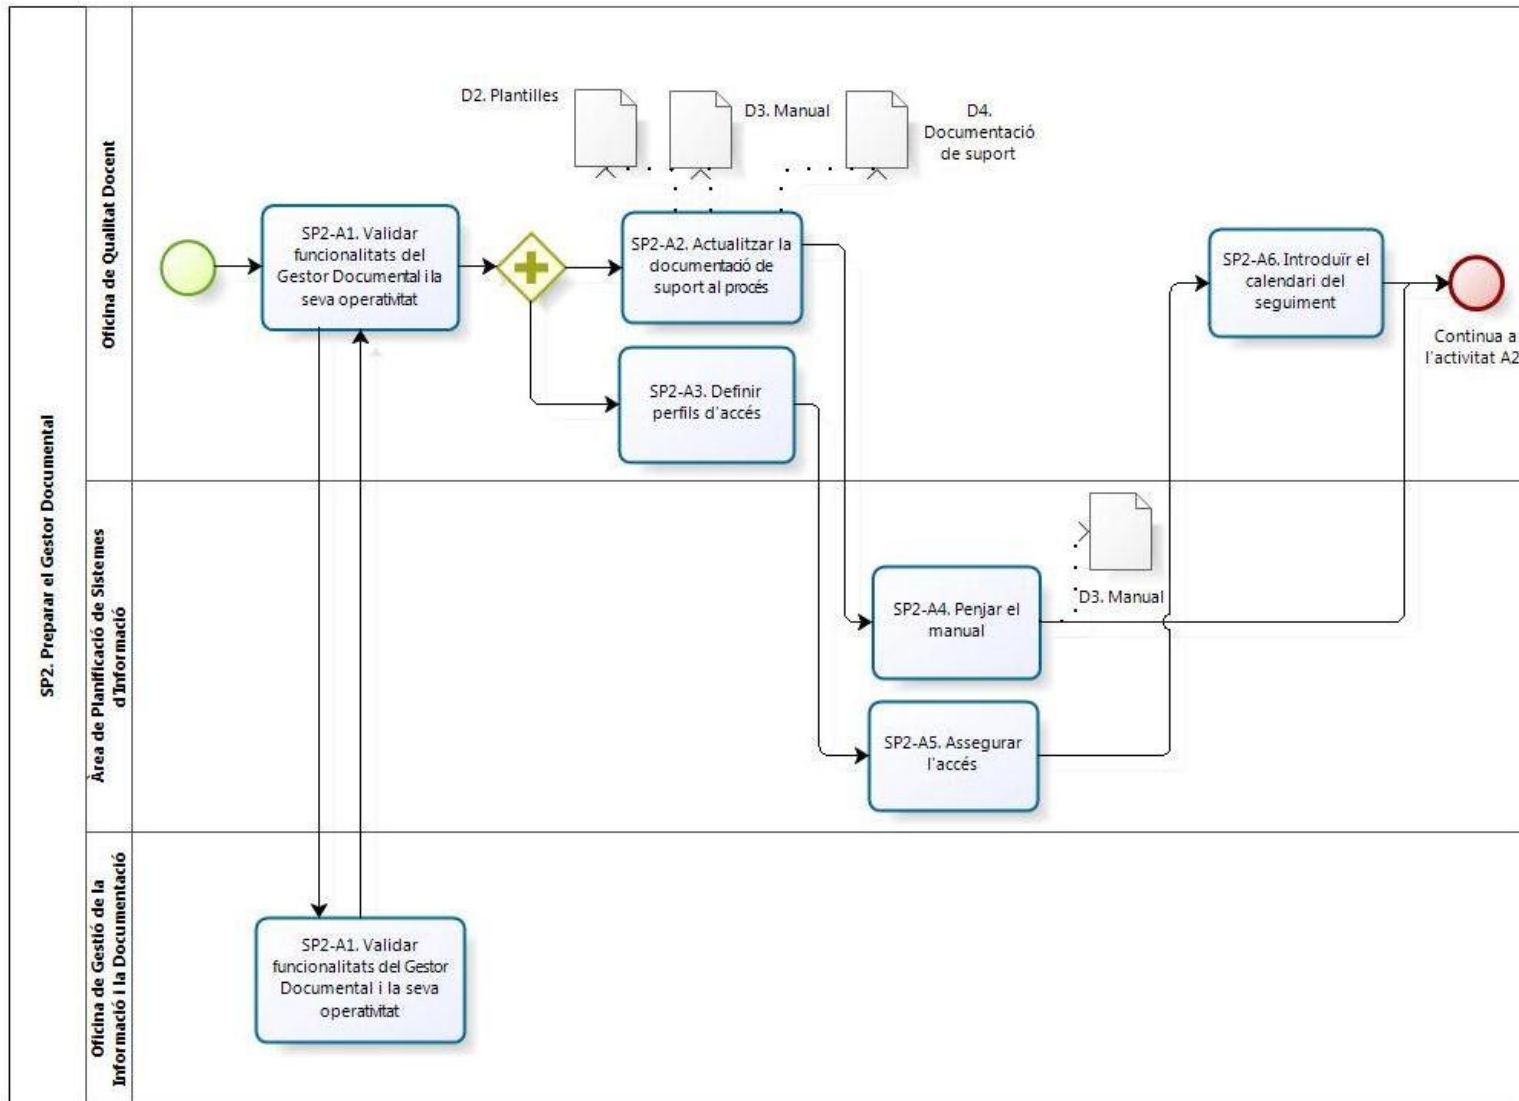 SP2. Preparar el Gestor Documental
Oficina de Qualitat Docent
D2. Plantilles
D3. Manual
D4.
Documentació
de suport
SP2-A1. Validar
funcionalitats del
Gestor Documental i la
seva operativitat
SP2-A2. Actualitzar la
documentació de
suport al procés
SP2-A3. Definir
perfils d'accés
SP2-A6. Introduïr el
calendari del
seguiment
Continua a
l'activitat A2
Àrea de Planificació de Sistemes
d'Informació
SP2-A4. Penjar el
manual
D3. Manual
SP2-A5. Assegurar
l'accés
Oficina de Gestió de la
Informació i la Documentació
SP2-A1. Validar
funcionalitats del Gestor
Documental i la seva
operativitat